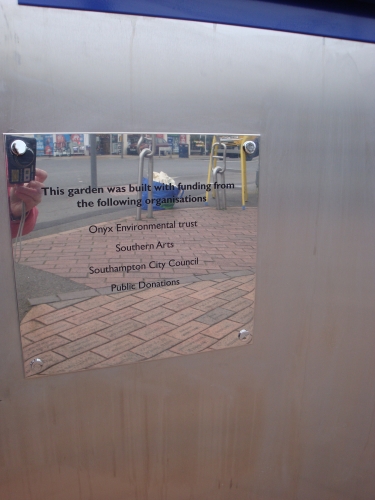 This garden was built with funding from
the following organisations
Onyx Environmental trust
Southern Arts
Southampton City Council
Public Donations